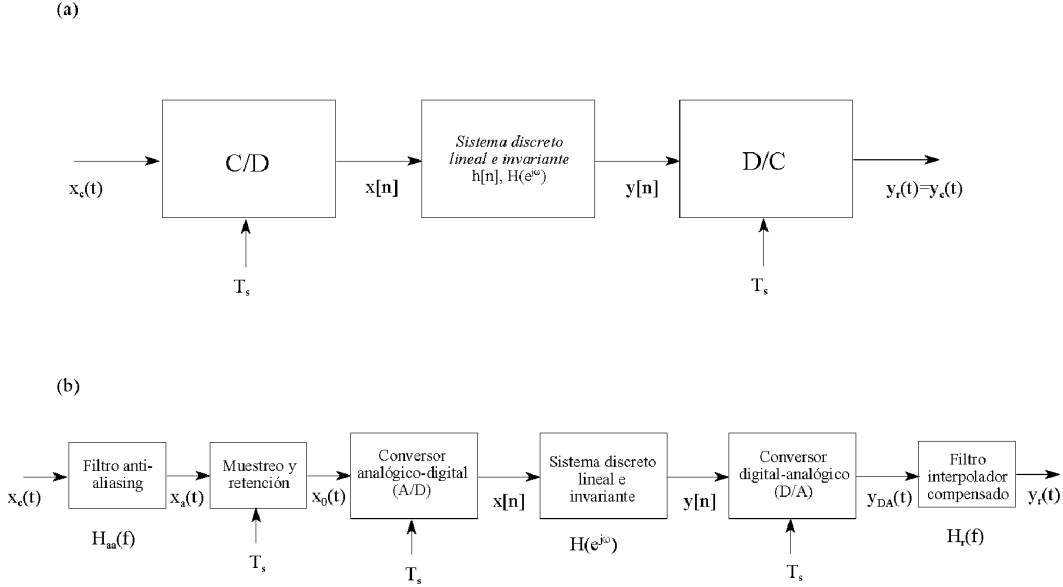 (a)
C/D
Sistema discreto
lineal e invariante
h[n], H(e^jω)
D/C
x_c(t)
x[n]
y[n]
y_r(t)=y_c(t)
T_s
T_s
(b)
Filtro anti-
aliasing
Muestreo y
retención
Conversor
analógico-digital
(A/D)
Sistema discreto
lineal e
invariante
Conversor
digital-analógico
(D/A)
Filtro
interpolador
compensado
x_c(t)
x_a(t)
x_0(t)
x[n]
y[n]
y_DA(t)
y_r(t)
H_aa(f)
T_s
T_s
H(e^jω)
T_s
H_r(f)